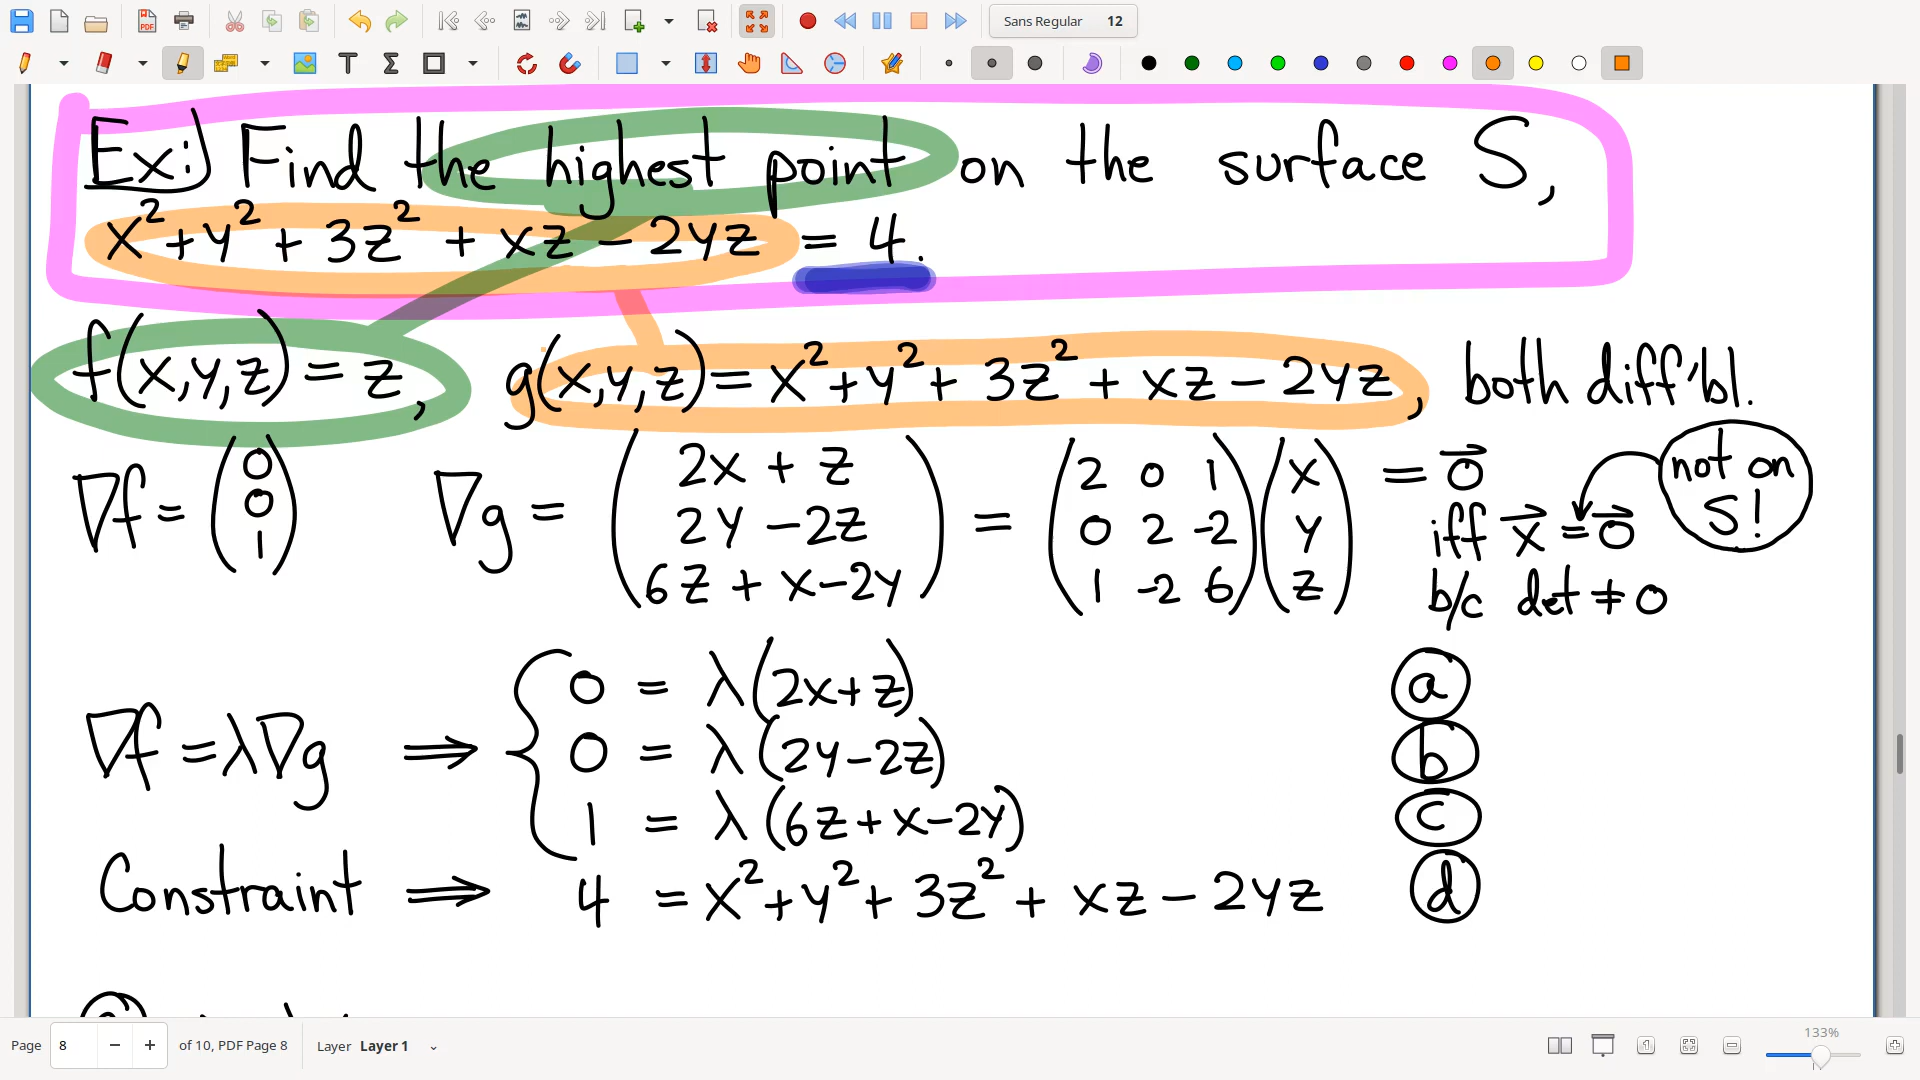 Sans Regular 12
Ex: Find the highest point on the surface S,
x² + y² + 3z² + xz − 2yz = 4.
f(x,y,z) = z, g(x,y,z) = x² + y² + 3z² + xz − 2yz, both diff'bl.
∇f = (0 0 1) ∇g = (2x + z, 2y − 2z, 6z + x − 2y) = (2 0 1, 0 2 −2, 1 −2 6)(x y z) = 0⃗
iff x⃗ = 0⃗
b/c det ≠ 0
not on
S!
∇f = λ∇g ⟹ { 0 = λ(2x+z) ⓐ
0 = λ(2y−2z) ⓑ
1 = λ(6z+x−2y) ⓒ
Constraint ⟹ 4 = x² + y² + 3z² + xz − 2yz ⓓ
Page 8 − + of 10, PDF Page 8 Layer Layer 1
133%